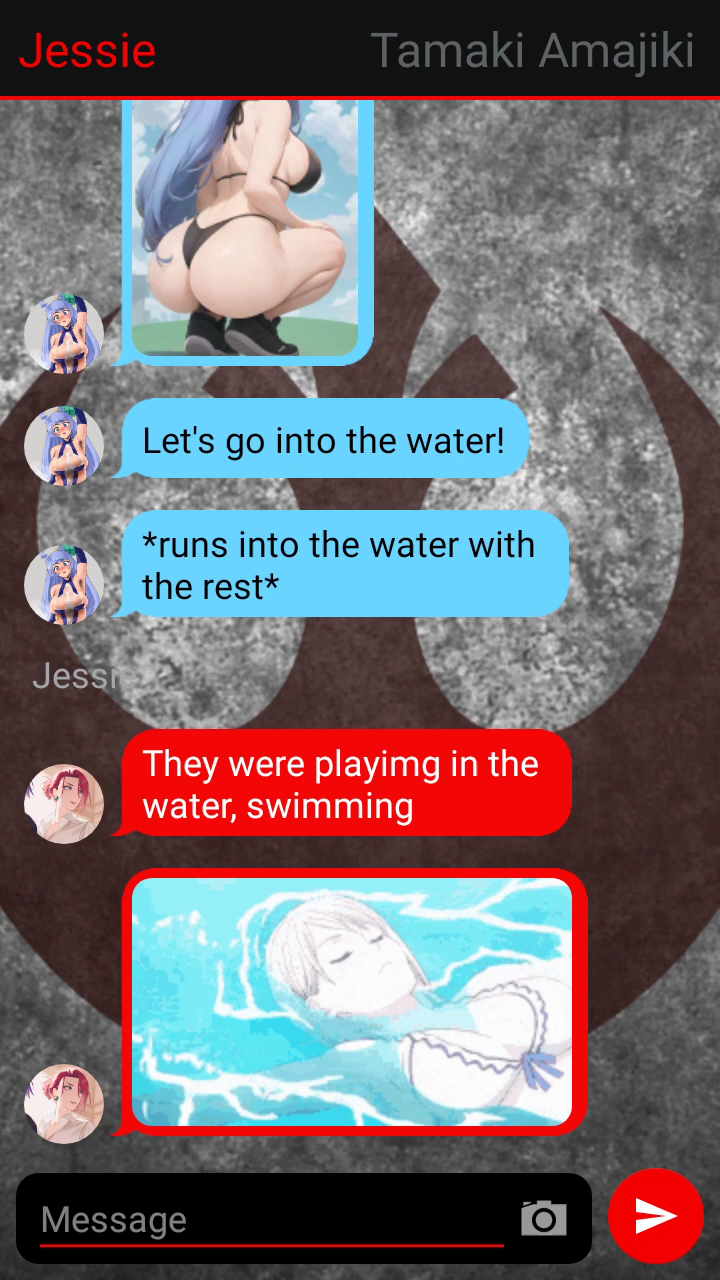 Jessie
Tamaki Amajiki
Let's go into the water!
*runs into the water with
the rest*
Jessie
They were playimg in the
water, swimming
Message